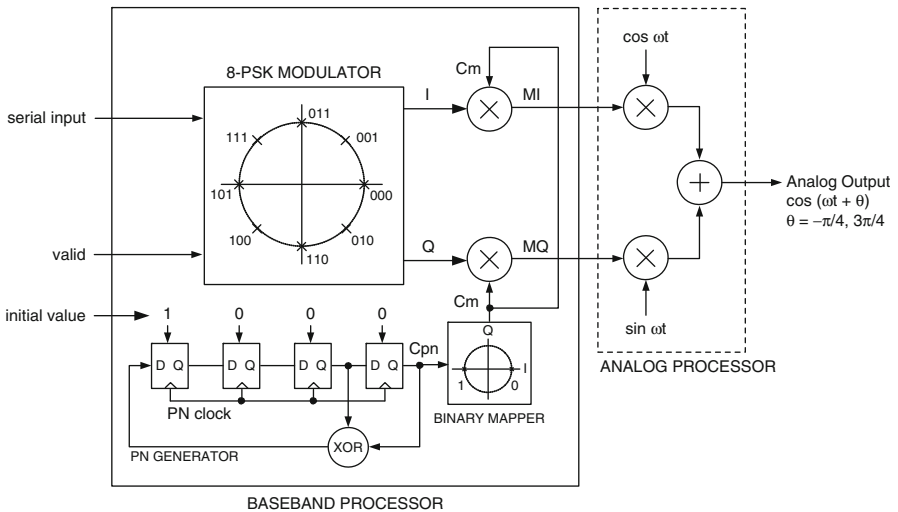 8-PSK MODULATOR
serial input
valid
initial value
011
111
001
101
000
100
010
110
I
Q
Cm
MI
MQ
Cm
cos ωt
sin ωt
+
Analog Output
cos (ωt + θ)
θ = −π/4, 3π/4
ANALOG PROCESSOR
1 0 0 0
D Q D Q D Q D Q
Cpn
PN clock
XOR
PN GENERATOR
Q
I
1 0
BINARY MAPPER
BASEBAND PROCESSOR